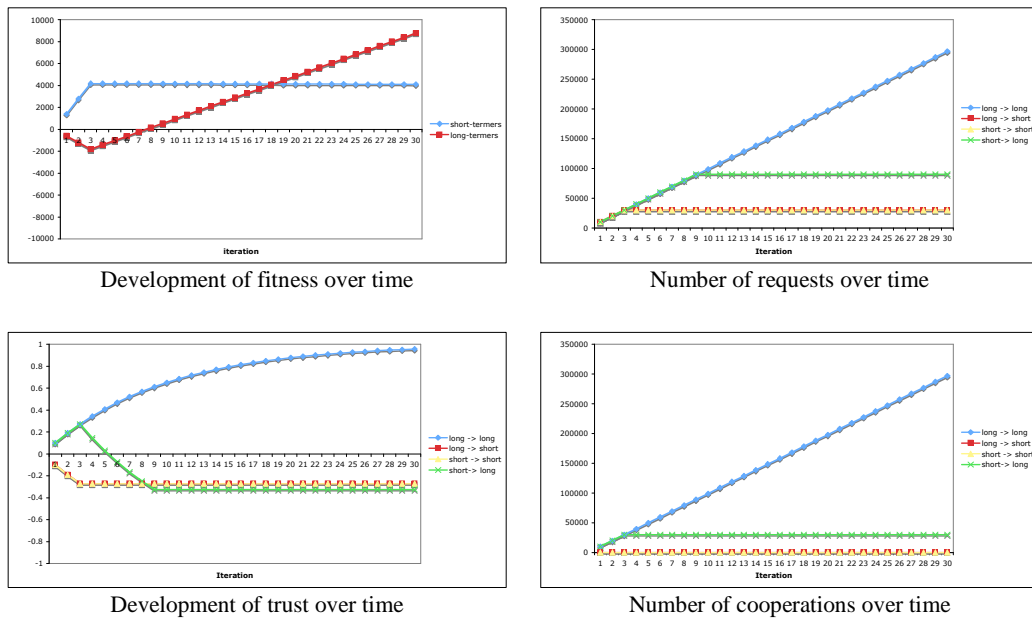 10000
8000
6000
4000
2000
0
-2000
-4000
-6000
-8000
-10000
1 2 3 4 5 6 7 8 9 10 11 12 13 14 15 16 17 18 19 20 21 22 23 24 25 26 27 28 29 30
iteration
short-termers
long-termers
Development of fitness over time
350000
300000
250000
200000
150000
100000
50000
0
1 2 3 4 5 6 7 8 9 10 11 12 13 14 15 16 17 18 19 20 21 22 23 24 25 26 27 28 29 30
Iteration
long -> long
long -> short
short -> short
short-> long
Number of requests over time
1
0.8
0.6
0.4
0.2
0
-0.2
-0.4
-0.6
-0.8
-1
1 2 3 4 5 6 7 8 9 10 11 12 13 14 15 16 17 18 19 20 21 22 23 24 25 26 27 28 29 30
Iteration
long -> long
long -> short
short -> short
short-> long
Development of trust over time
350000
300000
250000
200000
150000
100000
50000
0
1 2 3 4 5 6 7 8 9 10 11 12 13 14 15 16 17 18 19 20 21 22 23 24 25 26 27 28 29 30
Iteration
long -> long
long -> short
short -> short
short-> long
Number of cooperations over time